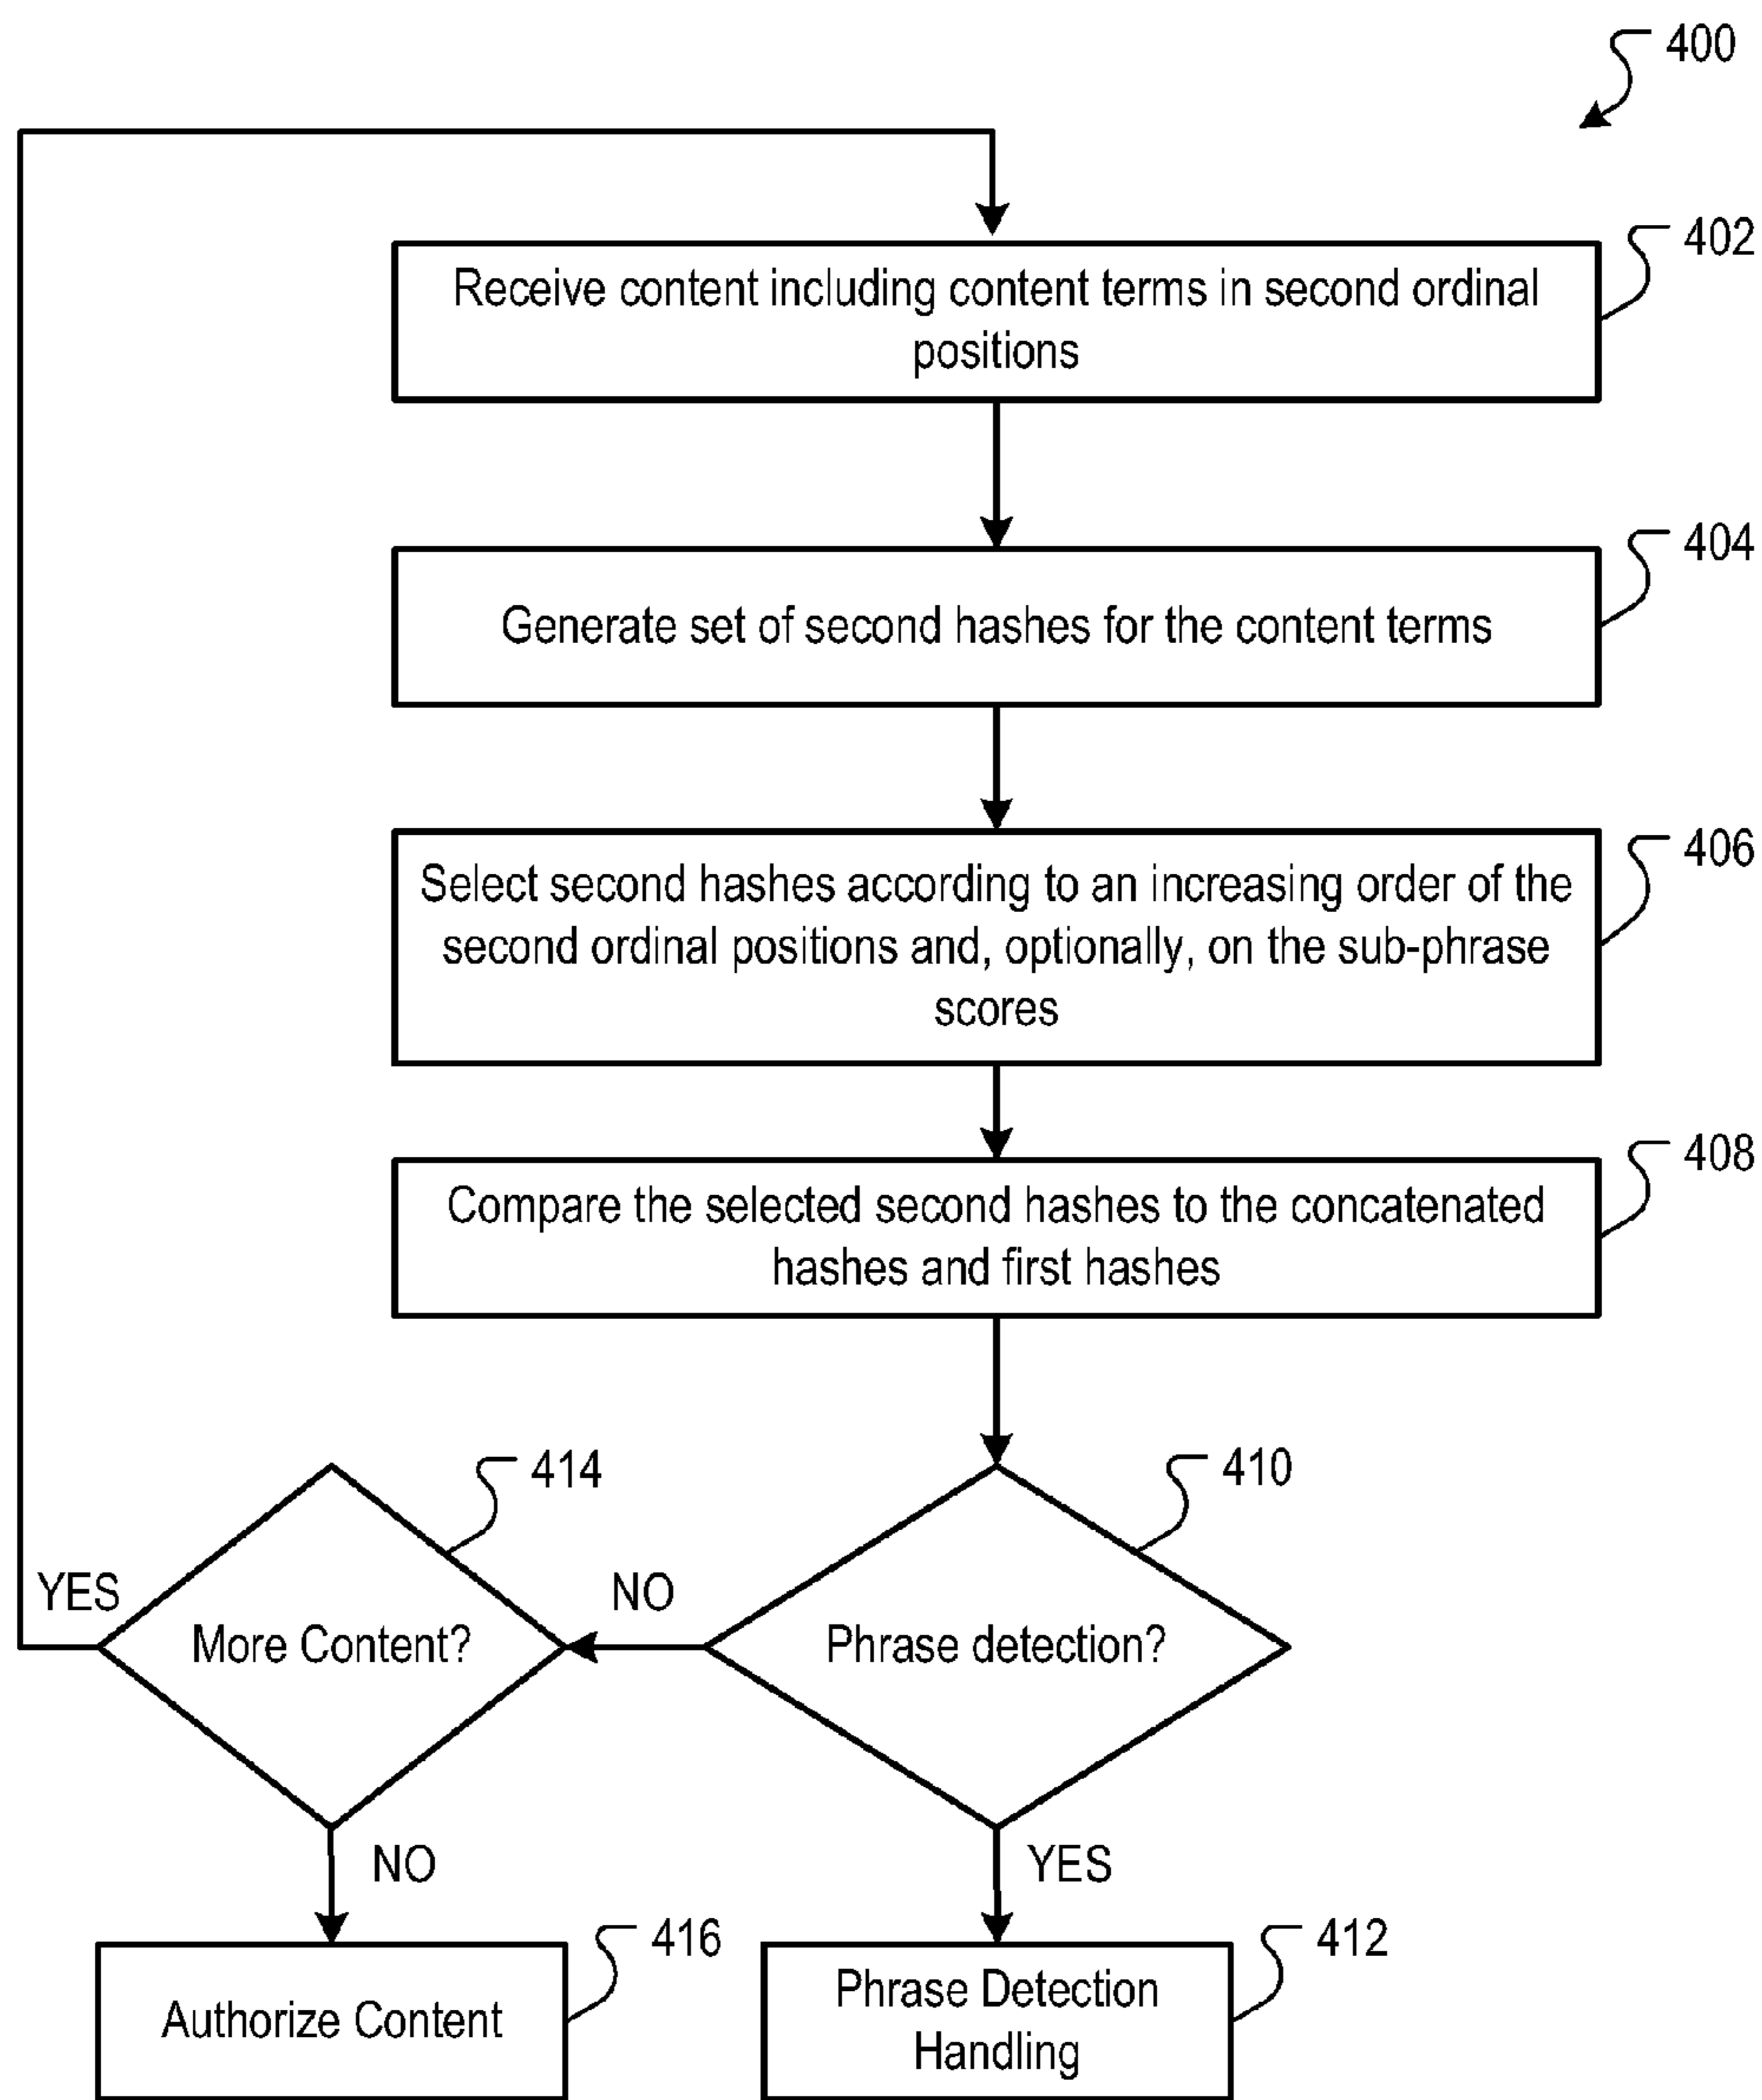 400
402
Receive content including content terms in second ordinal
positions
404
Generate set of second hashes for the content terms
406
Select second hashes according to an increasing order of the
second ordinal positions and, optionally, on the sub-phrase
scores
408
Compare the selected second hashes to the concatenated
hashes and first hashes
414
410
YES
NO
More Content?
Phrase detection?
NO
YES
416
412
Authorize Content
Phrase Detection
Handling